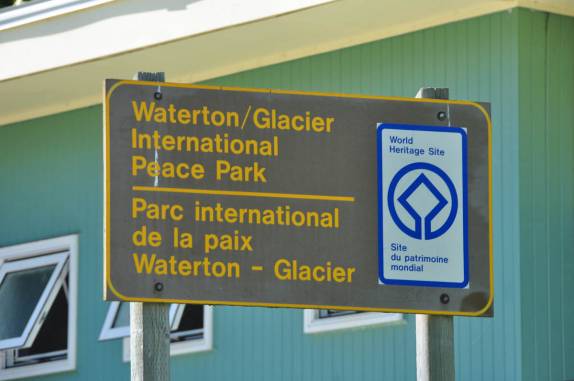 Waterton/Glacier
International
Peace Park
Parc international
de la paix
Waterton - Glacier
World
Heritage Site
Site
du patrimoine
mondial